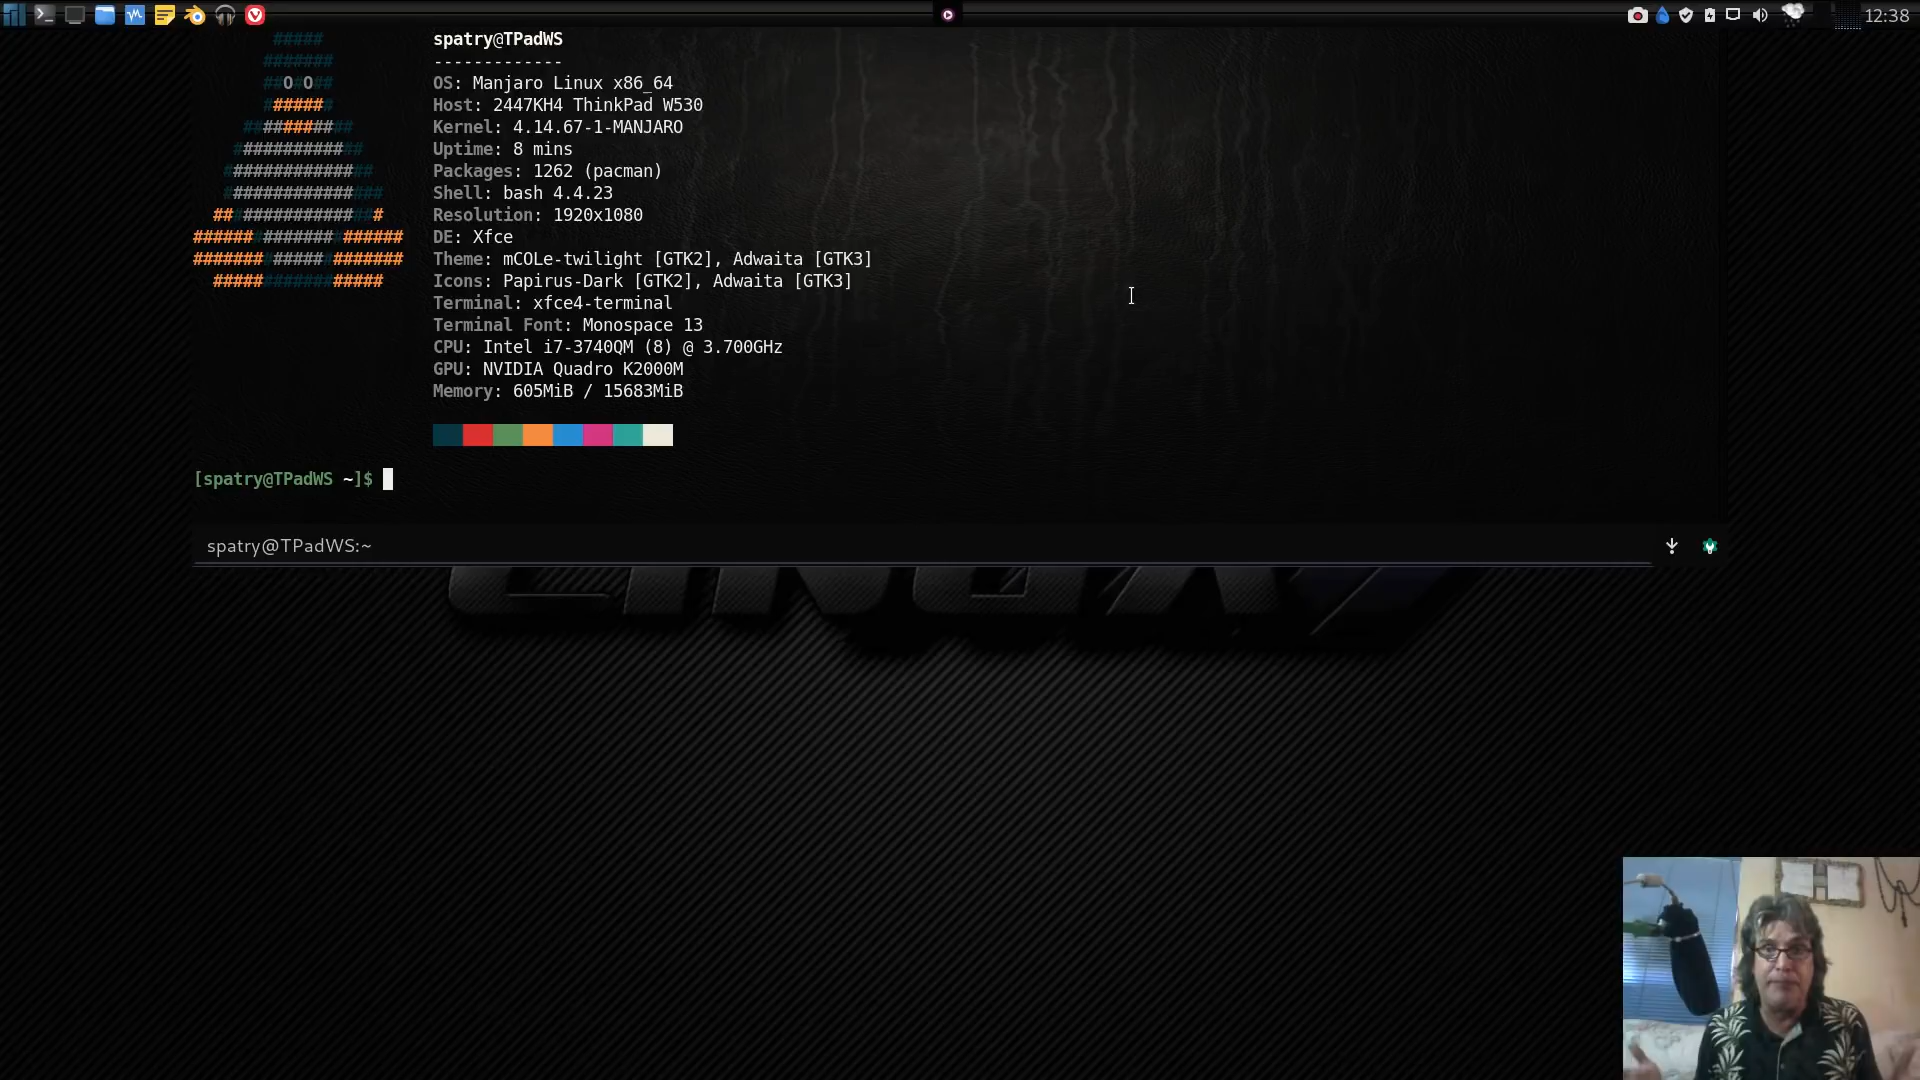 12:38
spatry@TPadWS
-------------
OS: Manjaro Linux x86_64
Host: 2447KH4 ThinkPad W530
Kernel: 4.14.67-1-MANJARO
Uptime: 8 mins
Packages: 1262 (pacman)
Shell: bash 4.4.23
Resolution: 1920x1080
DE: Xfce
Theme: mCOLe-twilight [GTK2], Adwaita [GTK3]
Icons: Papirus-Dark [GTK2], Adwaita [GTK3]
Terminal: xfce4-terminal
Terminal Font: Monospace 13
CPU: Intel i7-3740QM (8) @ 3.700GHz
GPU: NVIDIA Quadro K2000M
Memory: 605MiB / 15683MiB
[spatry@TPadWS ~]$
spatry@TPadWS:~